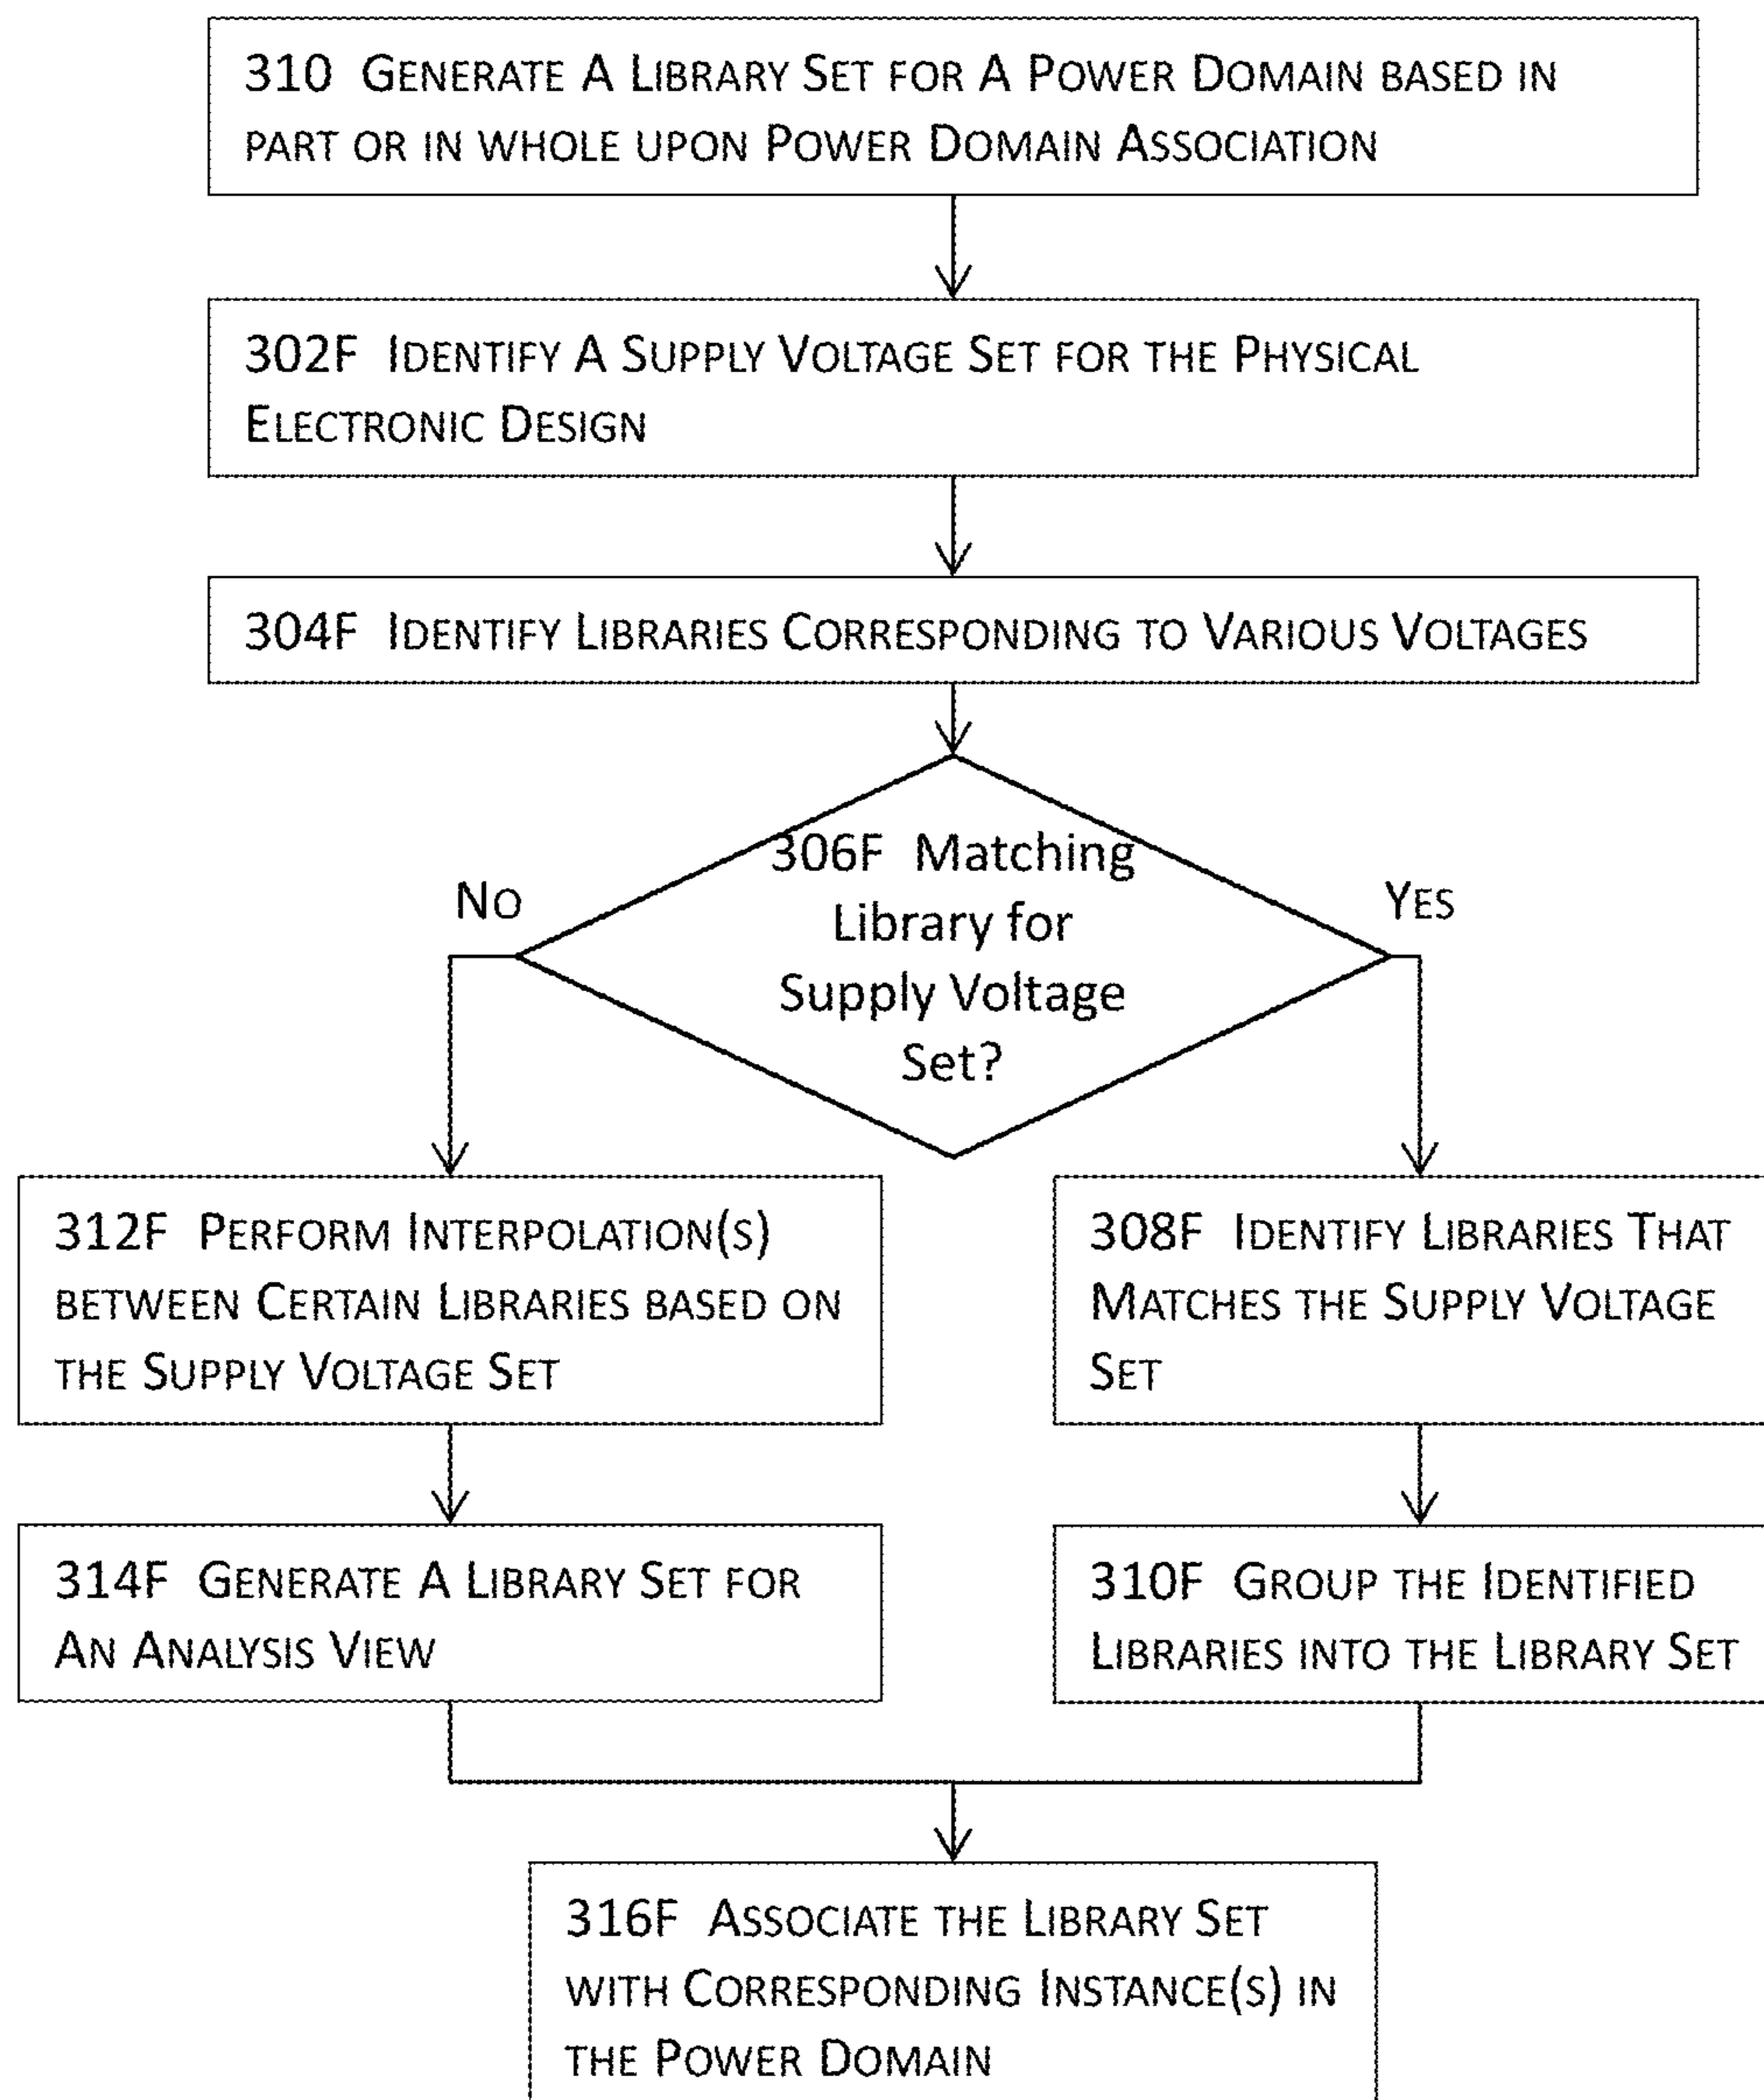 310 Generate A Library Set for A Power Domain based in
part or in whole upon Power Domain Association
302F Identify A Supply Voltage Set for the Physical
Electronic Design
304F Identify Libraries Corresponding to Various Voltages
306F Matching
Library for
Supply Voltage
Set?
No
Yes
312F Perform Interpolation(s)
between Certain Libraries based on
the Supply Voltage Set
308F Identify Libraries That
Matches the Supply Voltage
Set
314F Generate A Library Set for
An Analysis View
310F Group the Identified
Libraries into the Library Set
316F Associate the Library Set
with Corresponding Instance(s) in
the Power Domain